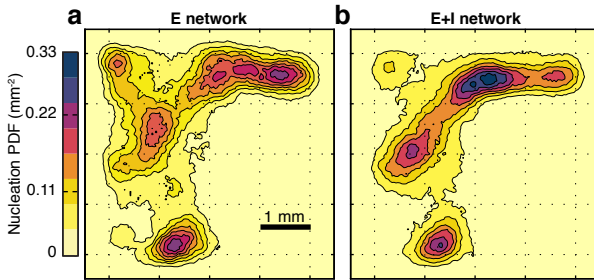 a E network
b E+I network
Nucleation PDF (mm⁻²)
0.33
0.22
0.11
0
1 mm